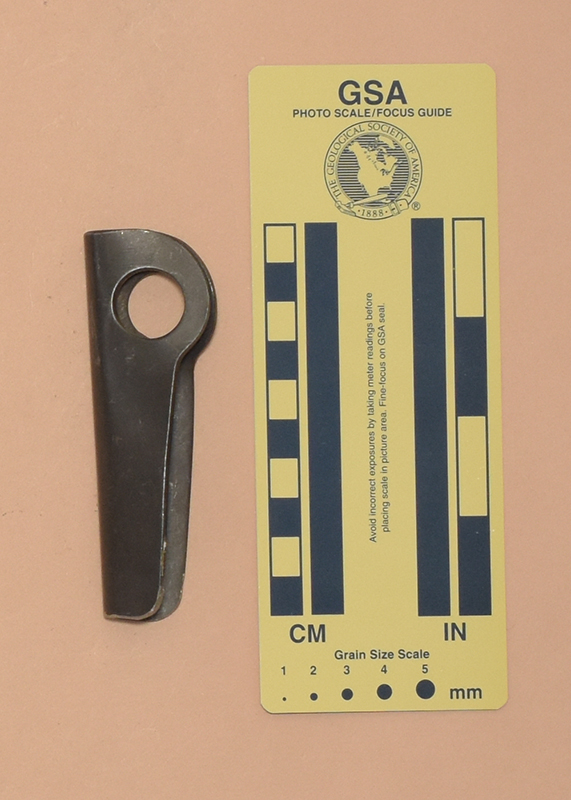 GSA
PHOTO SCALE/FOCUS GUIDE
THE GEOLOGICAL SOCIETY OF AMERICA
·1888·
®
Avoid incorrect exposures by taking meter readings before
placing scale in picture area. Fine-focus on GSA seal.
CM
IN
Grain Size Scale
1 2 3 4 5
mm